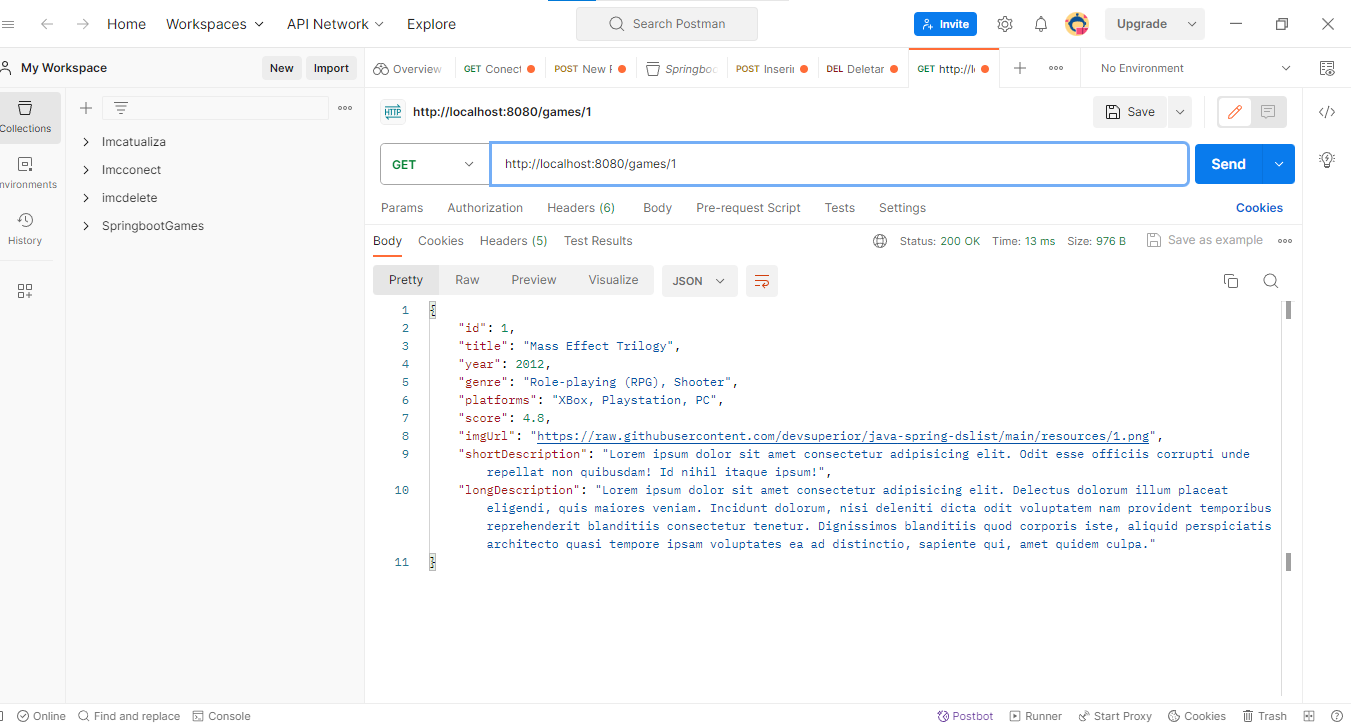 Home Workspaces API Network Explore Search Postman Invite Upgrade
My Workspace New Import Overview GET Conect POST New F Springboo POST Inserir DEL Deletar GET http://lo No Environment
Collections
Environments
History
Imcatualiza
Imcconect
imcdelete
SpringbootGames
HTTP http://localhost:8080/games/1 Save
GET http://localhost:8080/games/1 Send
Params Authorization Headers (6) Body Pre-request Script Tests Settings Cookies
Body Cookies Headers (5) Test Results Status: 200 OK Time: 13 ms Size: 976 B Save as example
Pretty Raw Preview Visualize JSON
1 {
2 "id": 1,
3 "title": "Mass Effect Trilogy",
4 "year": 2012,
5 "genre": "Role-playing (RPG), Shooter",
6 "platforms": "XBox, Playstation, PC",
7 "score": 4.8,
8 "imgUrl": "https://raw.githubusercontent.com/devsuperior/java-spring-dslist/main/resources/1.png",
9 "shortDescription": "Lorem ipsum dolor sit amet consectetur adipisicing elit. Odit esse officiis corrupti unde
repellat non quibusdam! Id nihil itaque ipsum!",
10 "longDescription": "Lorem ipsum dolor sit amet consectetur adipisicing elit. Delectus dolorum illum placeat
eligendi, quis maiores veniam. Incidunt dolorum, nisi deleniti dicta odit voluptatem nam provident temporibus
reprehenderit blanditiis consectetur tenetur. Dignissimos blanditiis quod corporis iste, aliquid perspiciatis
architecto quasi tempore ipsam voluptates ea ad distinctio, sapiente qui, amet quidem culpa."
11 }
Online Find and replace Console Postbot Runner Start Proxy Cookies Trash